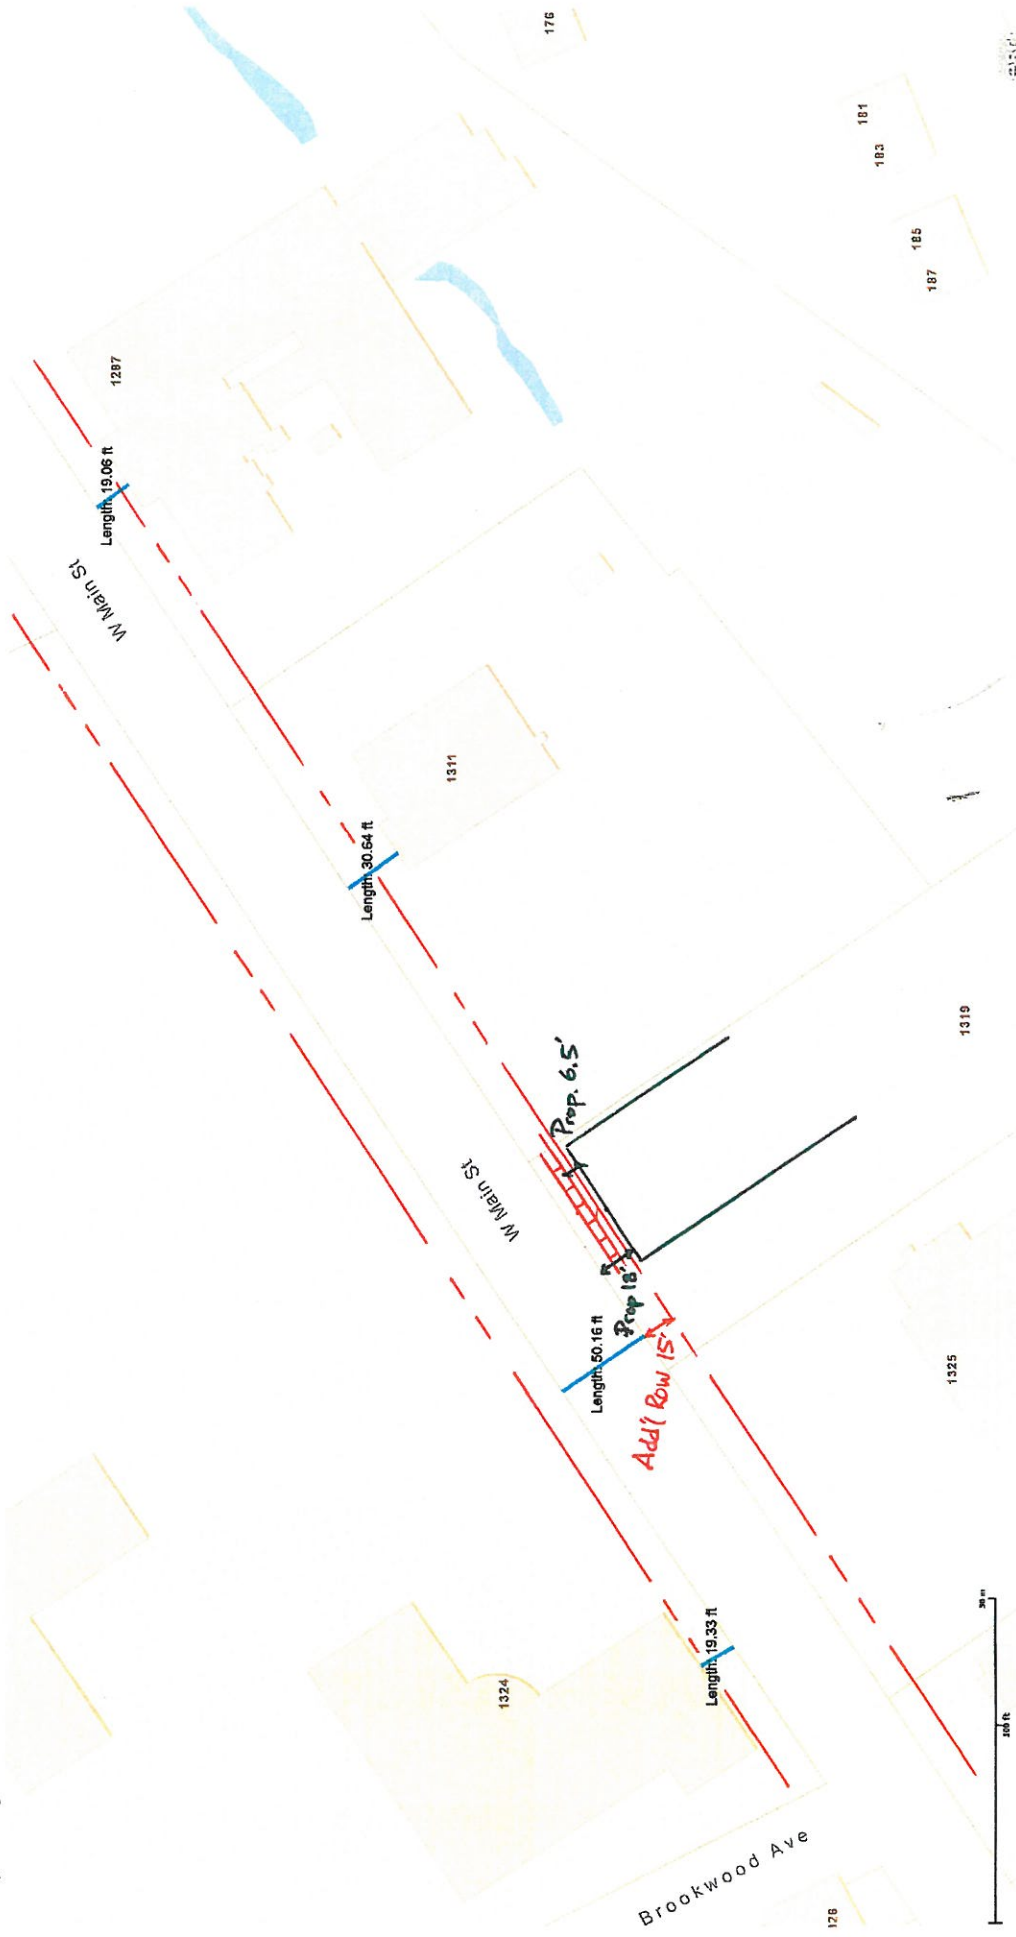 176
181
183
185
187
1287
Length: 19.06 ft
W Main St
1311
Length: 30.64 ft
1319
Prop. 6.5'
W Main St
Prop 18'
Length: 50.16 ft
Add'l Row 15'
1325
1324
Length: 19.33 ft
Brookwood Ave
126
100 ft